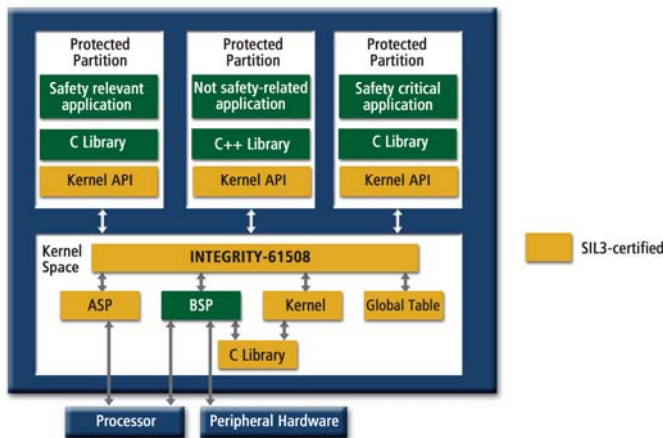 Protected
Partition
Safety relevant
application
C Library
Kernel API
Protected
Partition
Not safety-related
application
C++ Library
Kernel API
Protected
Partition
Safety critical
application
C Library
Kernel API
Kernel
Space
INTEGRITY-61508
ASP
BSP
Kernel
Global Table
C Library
Processor
Peripheral Hardware
SIL3-certified